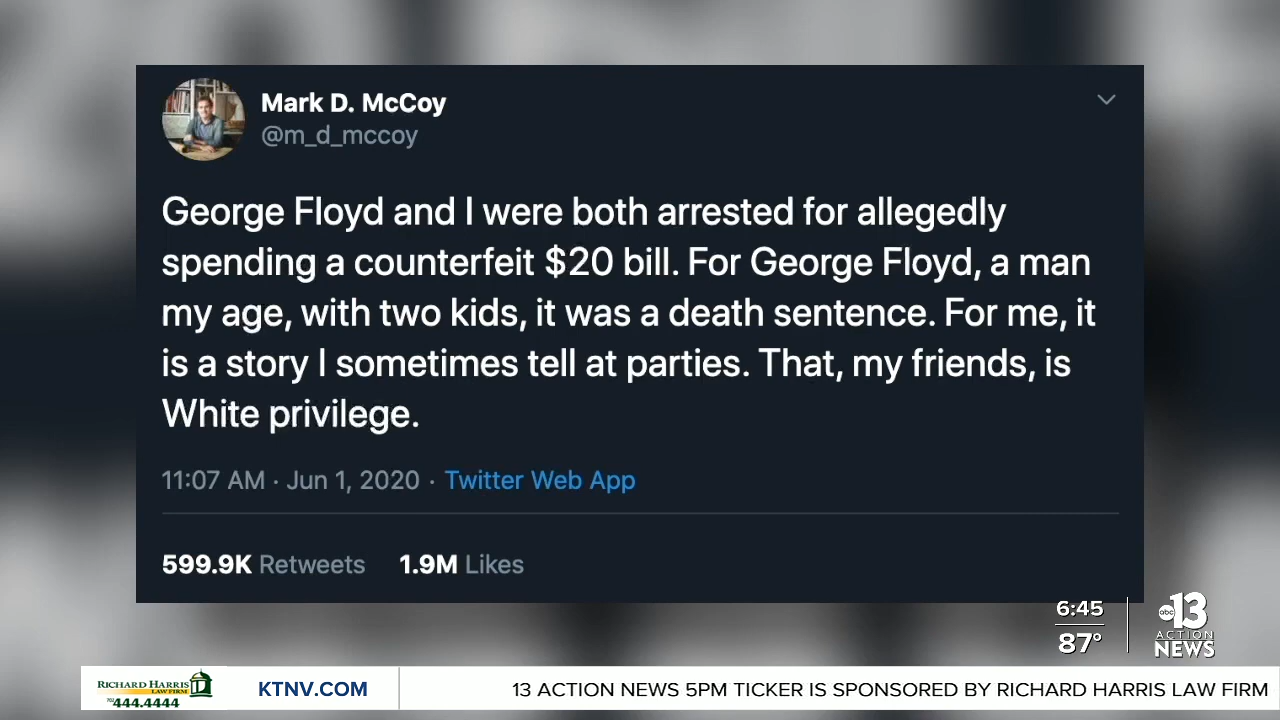 Mark D. McCoy
@m_d_mccoy
George Floyd and I were both arrested for allegedly
spending a counterfeit $20 bill. For George Floyd, a man
my age, with two kids, it was a death sentence. For me, it
is a story I sometimes tell at parties. That, my friends, is
White privilege.
11:07 AM · Jun 1, 2020 · Twitter Web App
599.9K Retweets 1.9M Likes
6:45
87°
abc 13
ACTION
NEWS
RICHARD HARRIS
LAW FIRM
702 444.4444
KTNV.COM
13 ACTION NEWS 5PM TICKER IS SPONSORED BY RICHARD HARRIS LAW FIRM